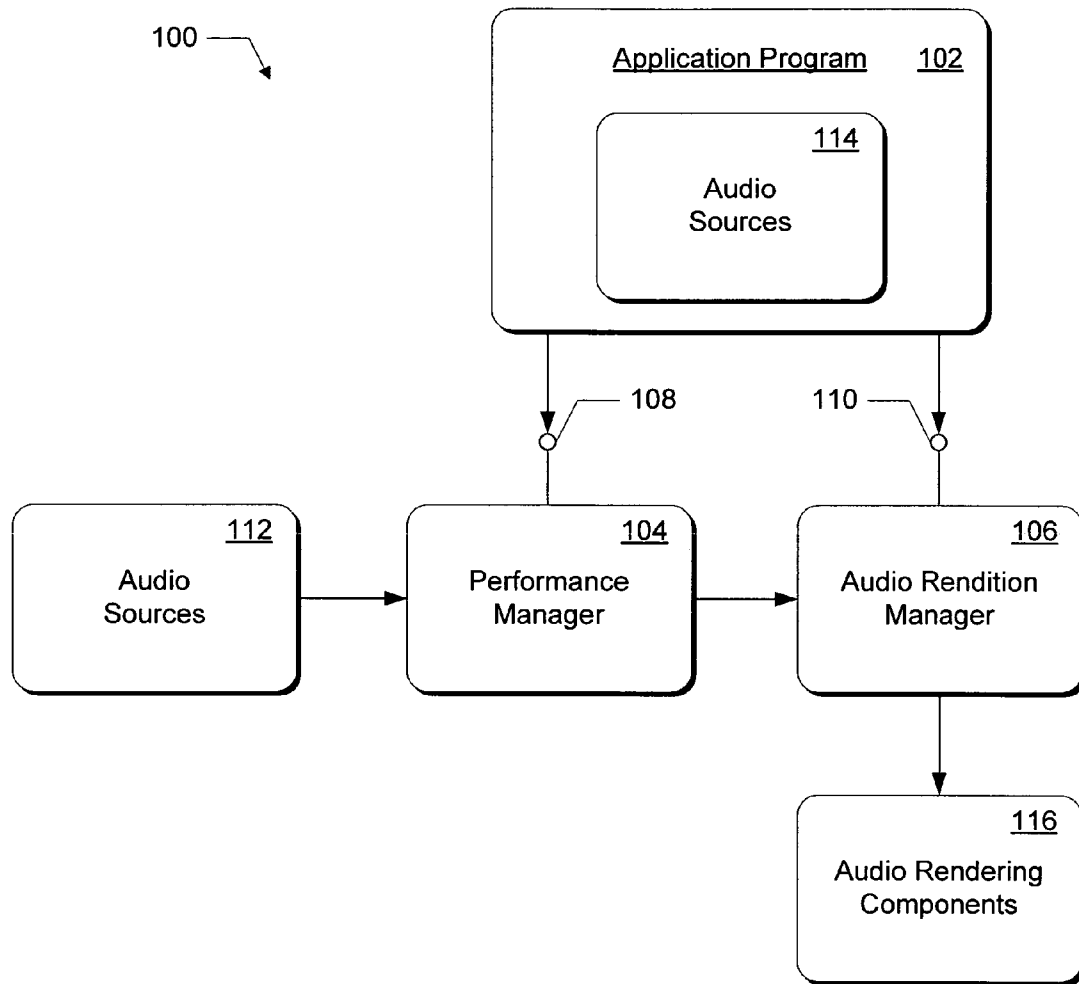 100
Application Program 102
114
Audio
Sources
108
110
112
Audio
Sources
104
Performance
Manager
106
Audio Rendition
Manager
116
Audio Rendering
Components